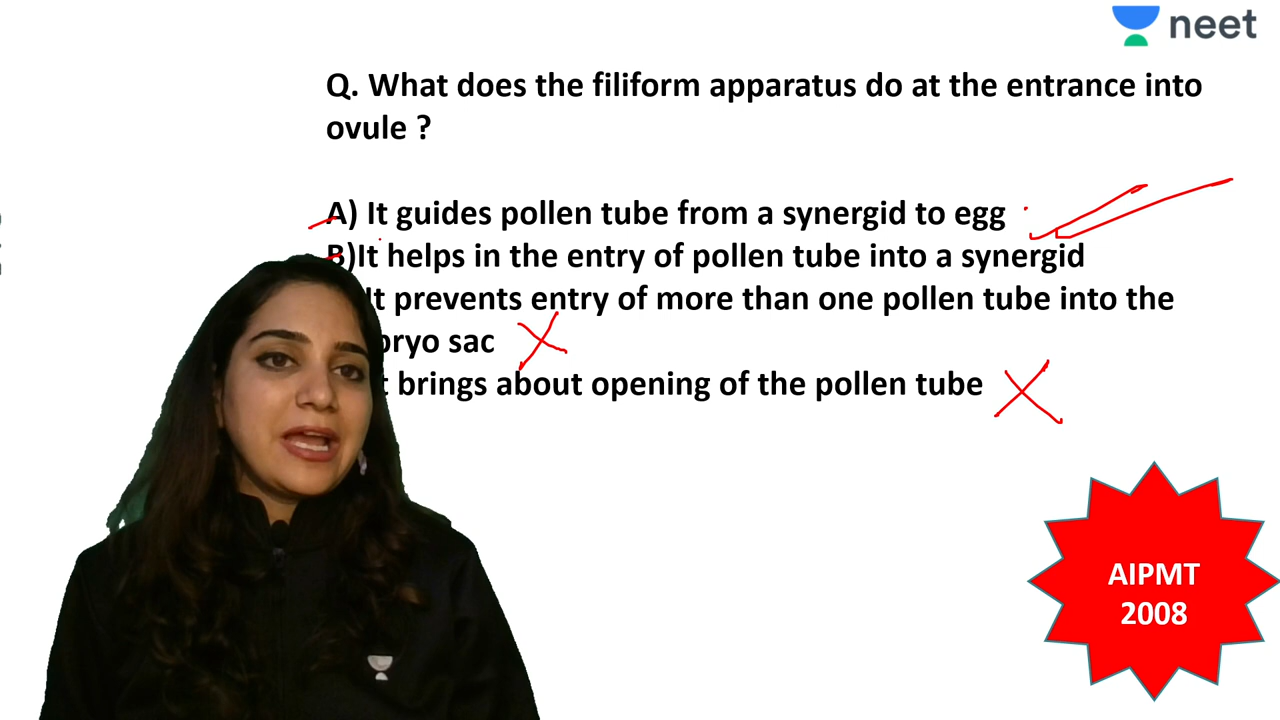 neet
Q. What does the filiform apparatus do at the entrance into
ovule ?
A) It guides pollen tube from a synergid to egg
B)It helps in the entry of pollen tube into a synergid
It prevents entry of more than one pollen tube into the
sac
brings about opening of the pollen tube
AIPMT
2008